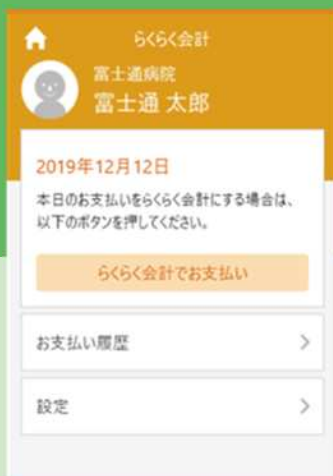 らくらく会計
富士通病院
富士通 太郎
2019年12月12日
本日のお支払いをらくらく会計にする場合は、
以下のボタンを押してください。
らくらく会計でお支払い
お支払い履歴
設定